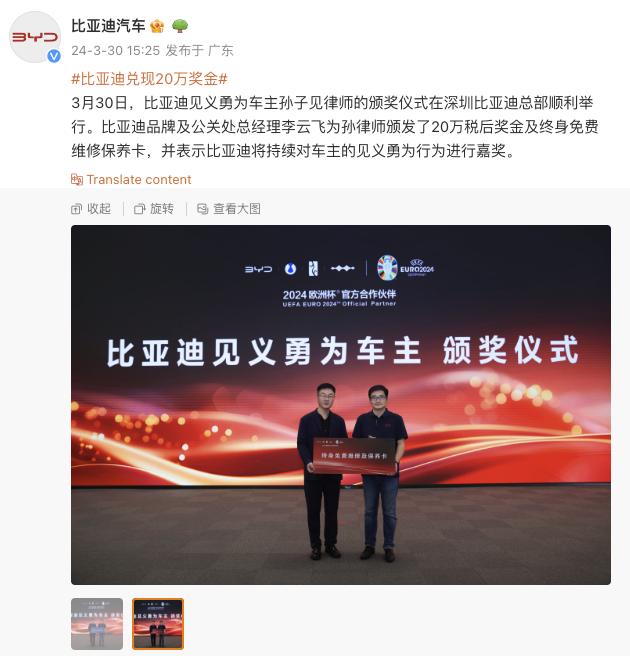 BYD
比亚迪汽车
24-3-30 15:25 发布于 广东
#比亚迪兑现20万奖金#
3月30日，比亚迪见义勇为车主孙子见律师的颁奖仪式在深圳比亚迪总部顺利举
行。比亚迪品牌及公关处总经理李云飞为孙律师颁发了20万税后奖金及终身免费
维修保养卡，并表示比亚迪将持续对车主的见义勇为行为进行嘉奖。
Translate content
收起 旋转 查看大图
BYD UEFA EURO2024
2024 欧洲杯 官方合作伙伴
UEFA EURO 2024™ Official Partner
比亚迪见义勇为车主 颁奖仪式
终身免费维修及保养卡